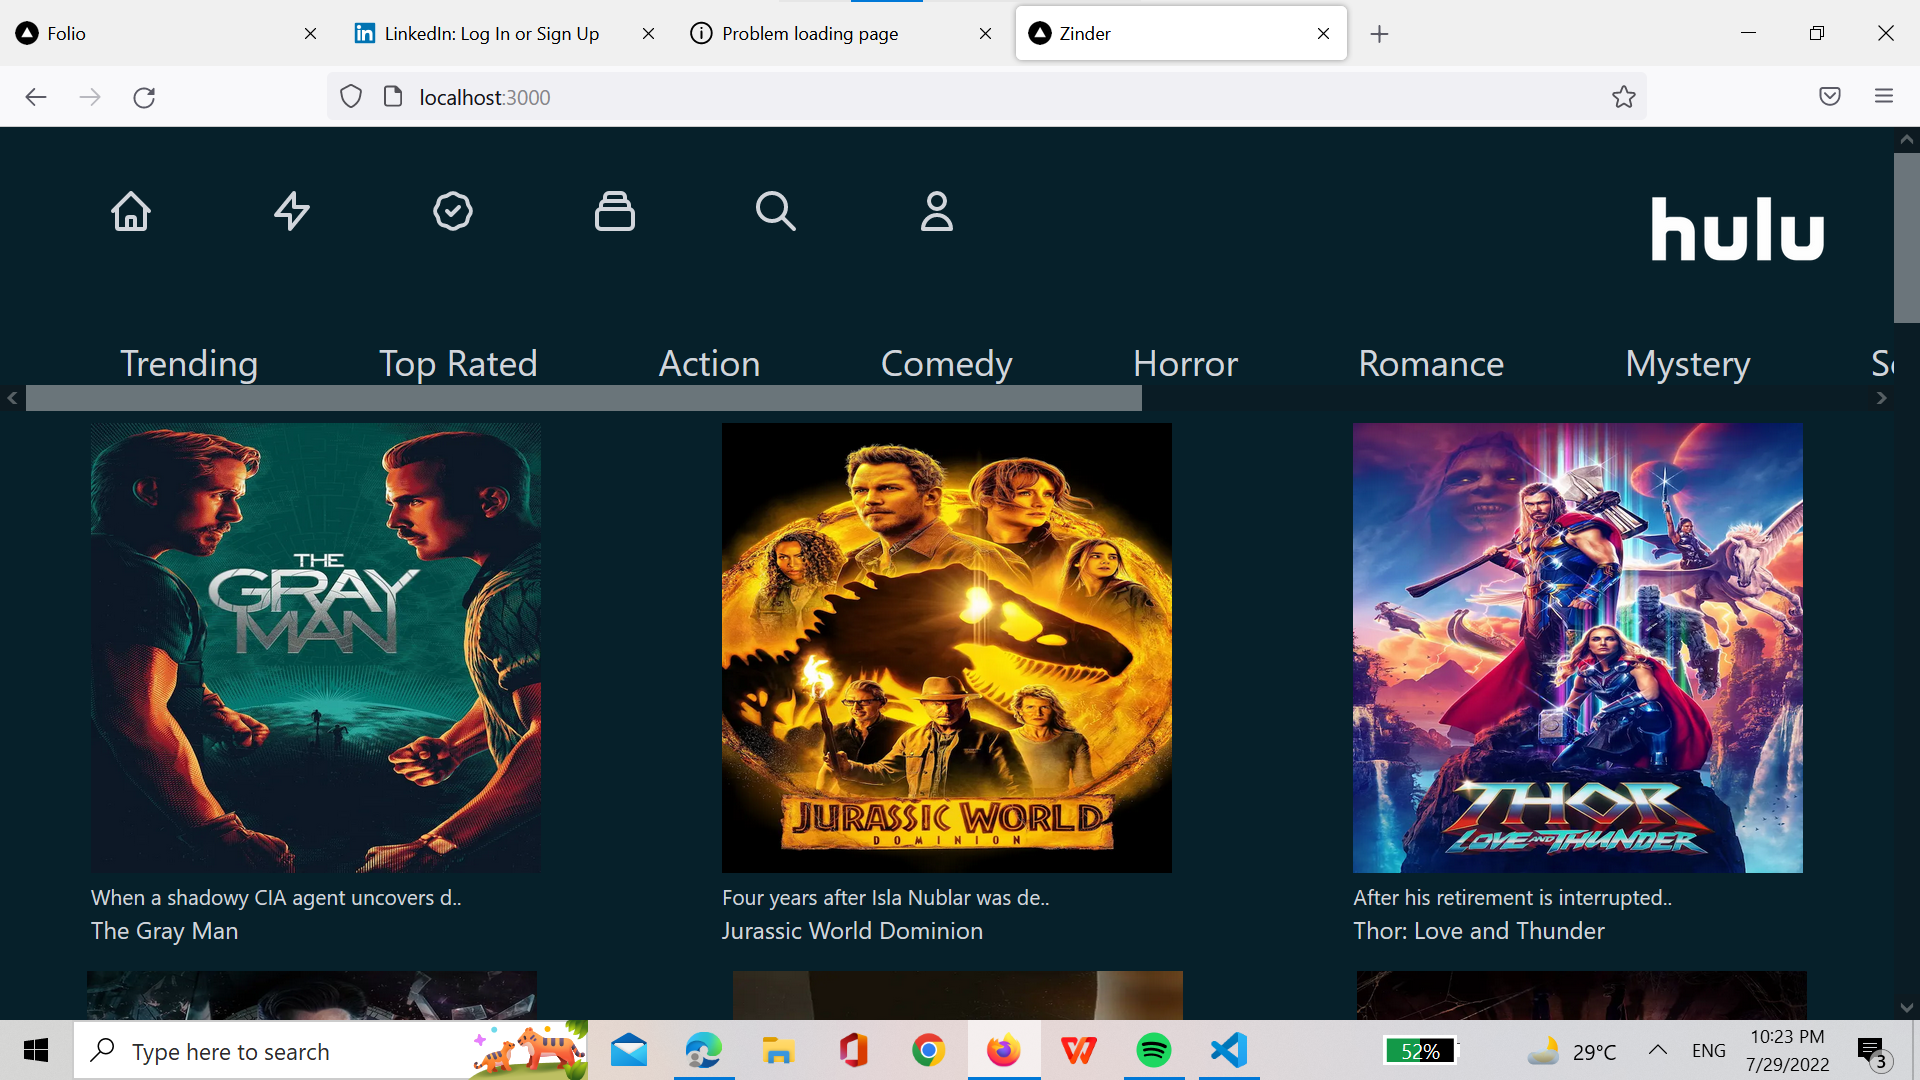 Folio
LinkedIn: Log In or Sign Up
Problem loading page
Zinder
localhost:3000
hulu
Trending
Top Rated
Action
Comedy
Horror
Romance
Mystery
THE
GRAY
MAN
JURASSIC WORLD
DOMINION
THOR
LOVE AND THUNDER
When a shadowy CIA agent uncovers d..
The Gray Man
Four years after Isla Nublar was de..
Jurassic World Dominion
After his retirement is interrupted..
Thor: Love and Thunder
Type here to search
52%
29°C
ENG
10:23 PM
7/29/2022
3